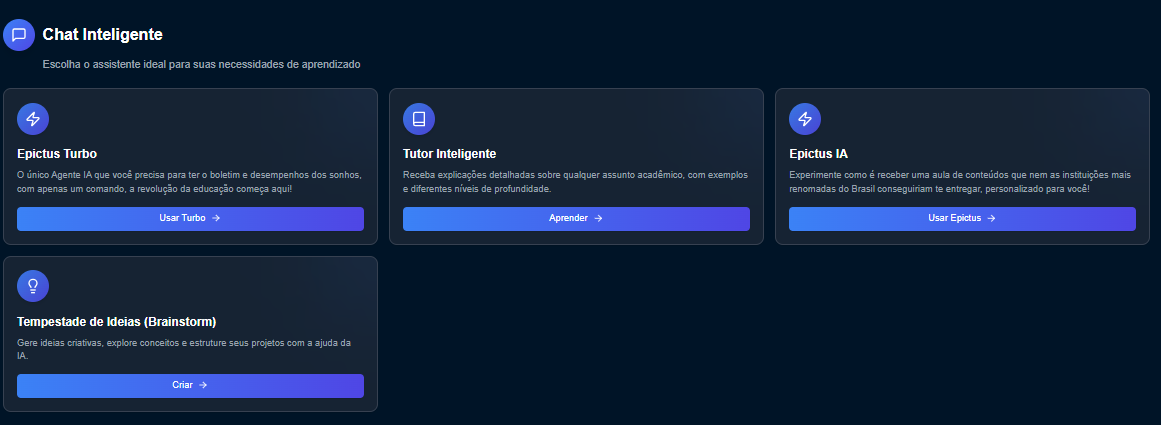 Chat Inteligente
Escolha o assistente ideal para suas necessidades de aprendizado
Epictus Turbo
O único Agente IA que você precisa para ter o boletim e desempenhos dos sonhos,
com apenas um comando, a revolução da educação começa aqui!
Usar Turbo →
Tutor Inteligente
Receba explicações detalhadas sobre qualquer assunto acadêmico, com exemplos
e diferentes níveis de profundidade.
Aprender →
Epictus IA
Experimente como é receber uma aula de conteúdos que nem as instituições mais
renomadas do Brasil conseguiriam te entregar, personalizado para você!
Usar Epictus →
Tempestade de Ideias (Brainstorm)
Gere ideias criativas, explore conceitos e estruture seus projetos com a ajuda da
IA.
Criar →